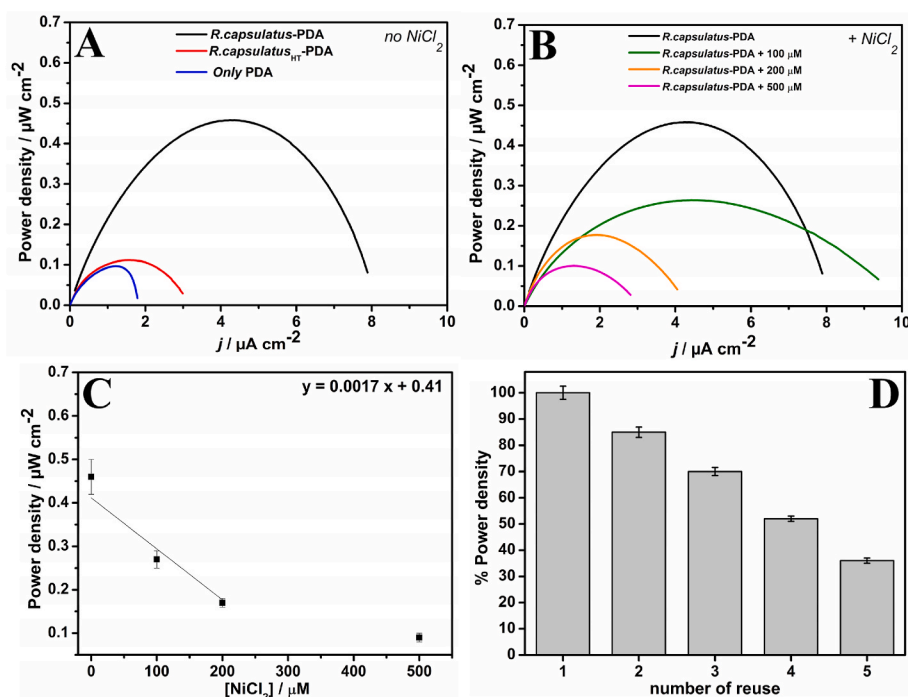 A
no NiCl2
R.capsulatus-PDA
R.capsulatusHT-PDA
Only PDA
Power density / µW cm-2
0.7
0.6
0.5
0.4
0.3
0.2
0.1
0.0
0 2 4 6 8 10
j / µA cm-2
B
+ NiCl2
R.capsulatus-PDA
R.capsulatus-PDA + 100 µM
R.capsulatus-PDA + 200 µM
R.capsulatus-PDA + 500 µM
Power density / µW cm-2
0.7
0.6
0.5
0.4
0.3
0.2
0.1
0.0
0 2 4 6 8 10
j / µA cm-2
C
y = 0.0017 x + 0.41
Power density / µW cm-2
0.7
0.6
0.5
0.4
0.3
0.2
0.1
0 100 200 300 400 500
[NiCl2] / µM
D
% Power density
100
90
80
70
60
50
40
30
20
10
0
1 2 3 4 5
number of reuse